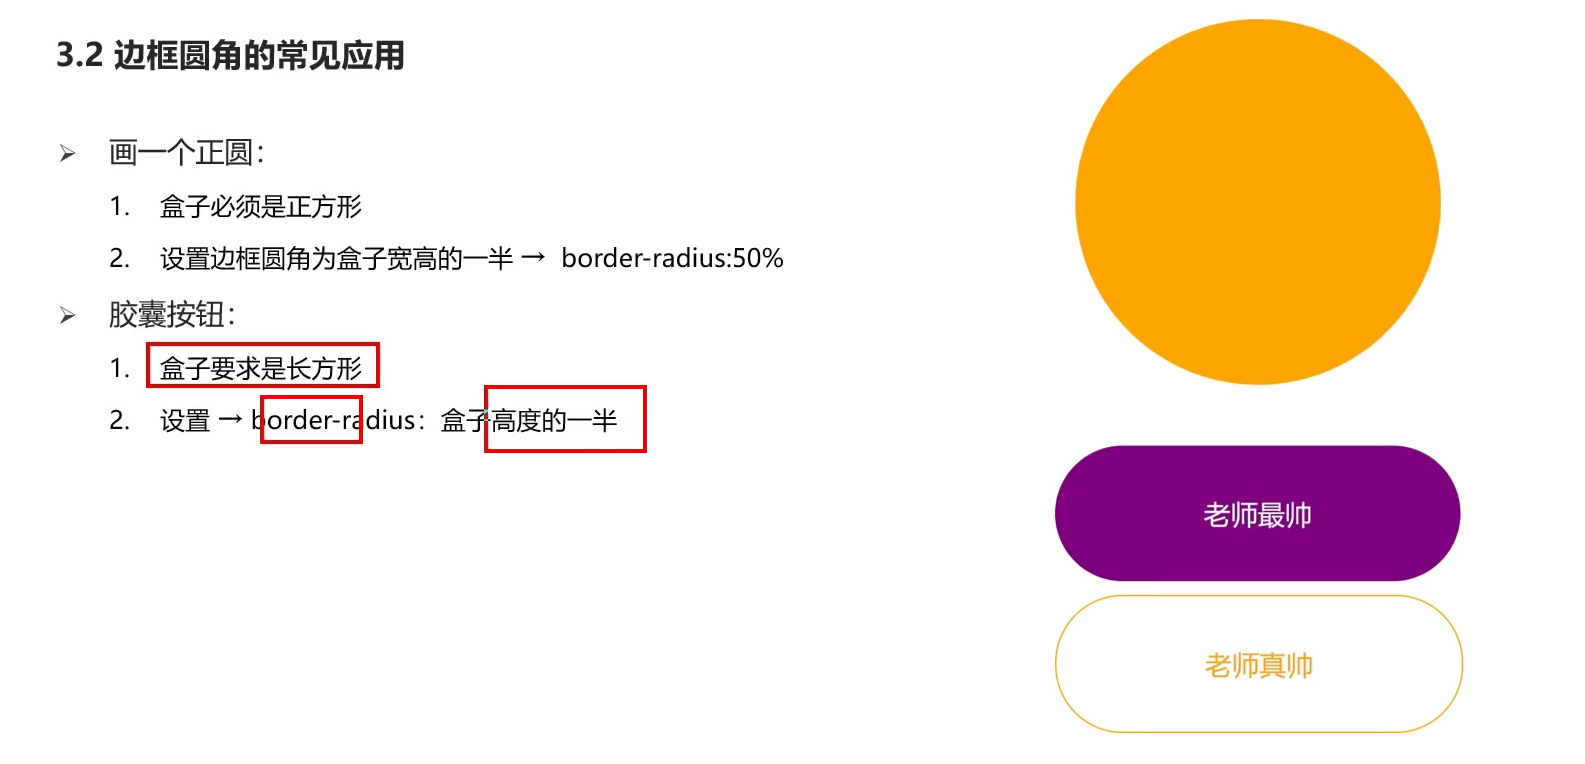 3.2 边框圆角的常见应用
➢ 画一个正圆：
1. 盒子必须是正方形
2. 设置边框圆角为盒子宽高的一半 → border-radius:50%
➢ 胶囊按钮：
1. 盒子要求是长方形
2. 设置 → border-radius：盒子高度的一半
老师最帅
老师真帅